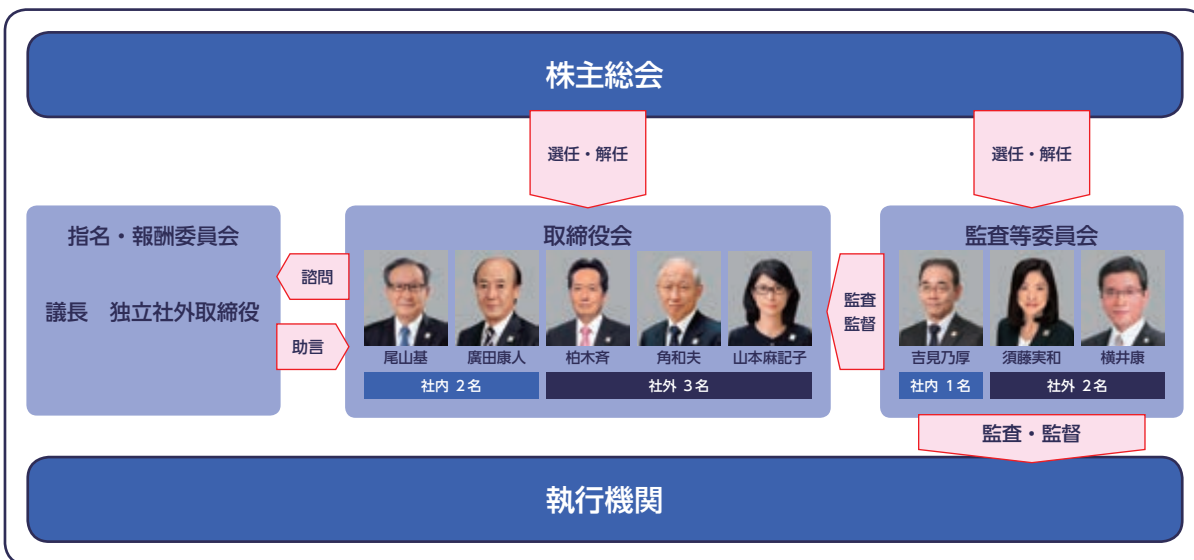 株主総会
選任・解任
選任・解任
指名・報酬委員会
議長 独立社外取締役
諮問
助言
取締役会
尾山基
廣田康人
柏木斉
角和夫
山本麻記子
社内 2名
社外 3名
監査
監督
監査等委員会
吉見乃厚
須藤実和
横井康
社内 1名
社外 2名
監査・監督
執行機関